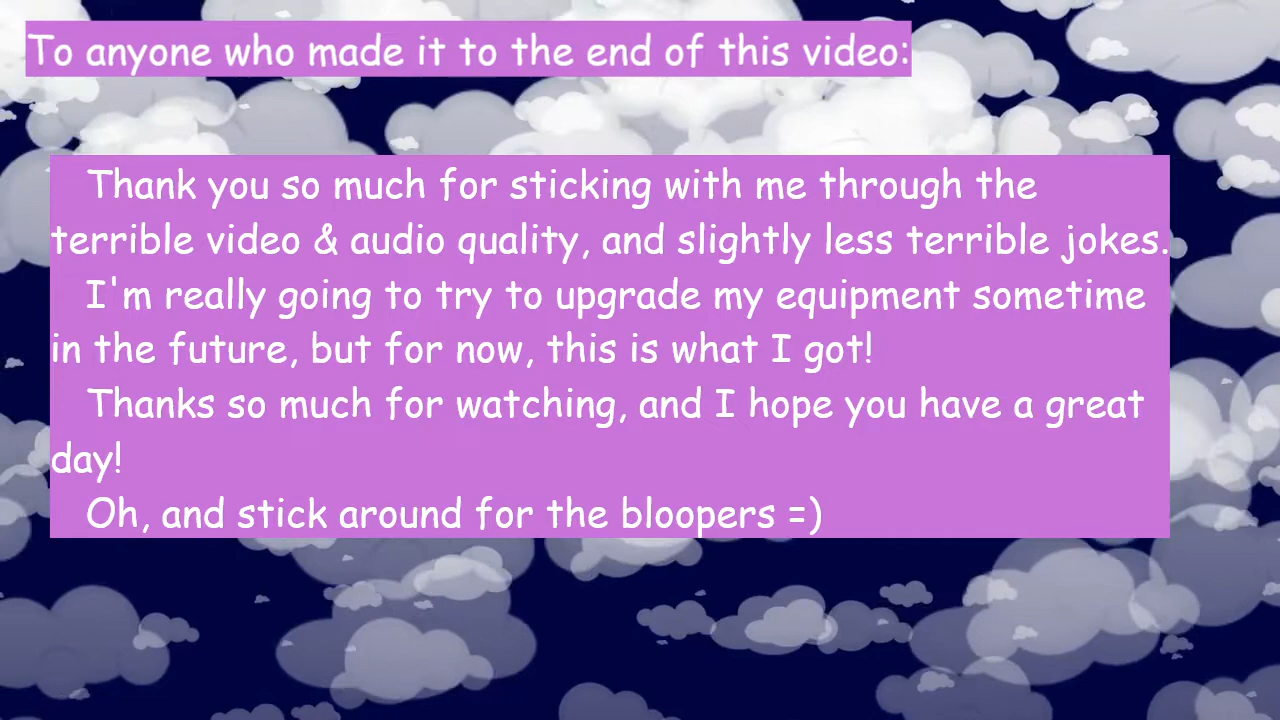 To anyone who made it to the end of this video:
Thank you so much for sticking with me through the
terrible video & audio quality, and slightly less terrible jokes.
I'm really going to try to upgrade my equipment sometime
in the future, but for now, this is what I got!
Thanks so much for watching, and I hope you have a great
day!
Oh, and stick around for the bloopers =)